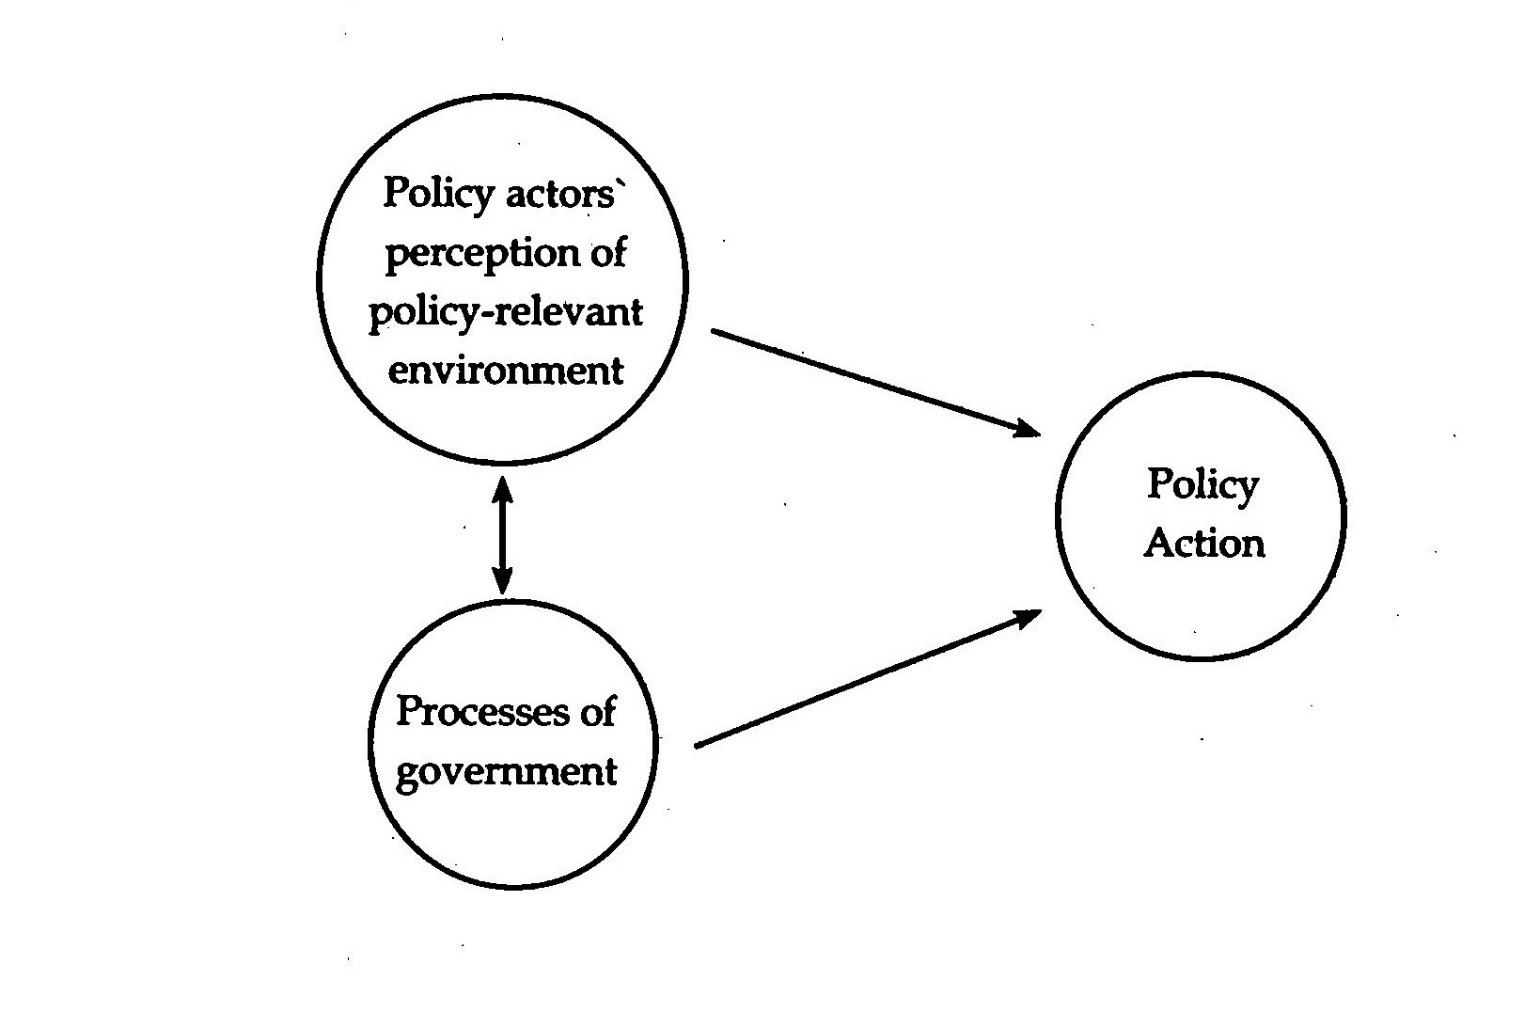 Policy actors`
perception of
policy-relevant
environment
Policy
Action
Processes of
government